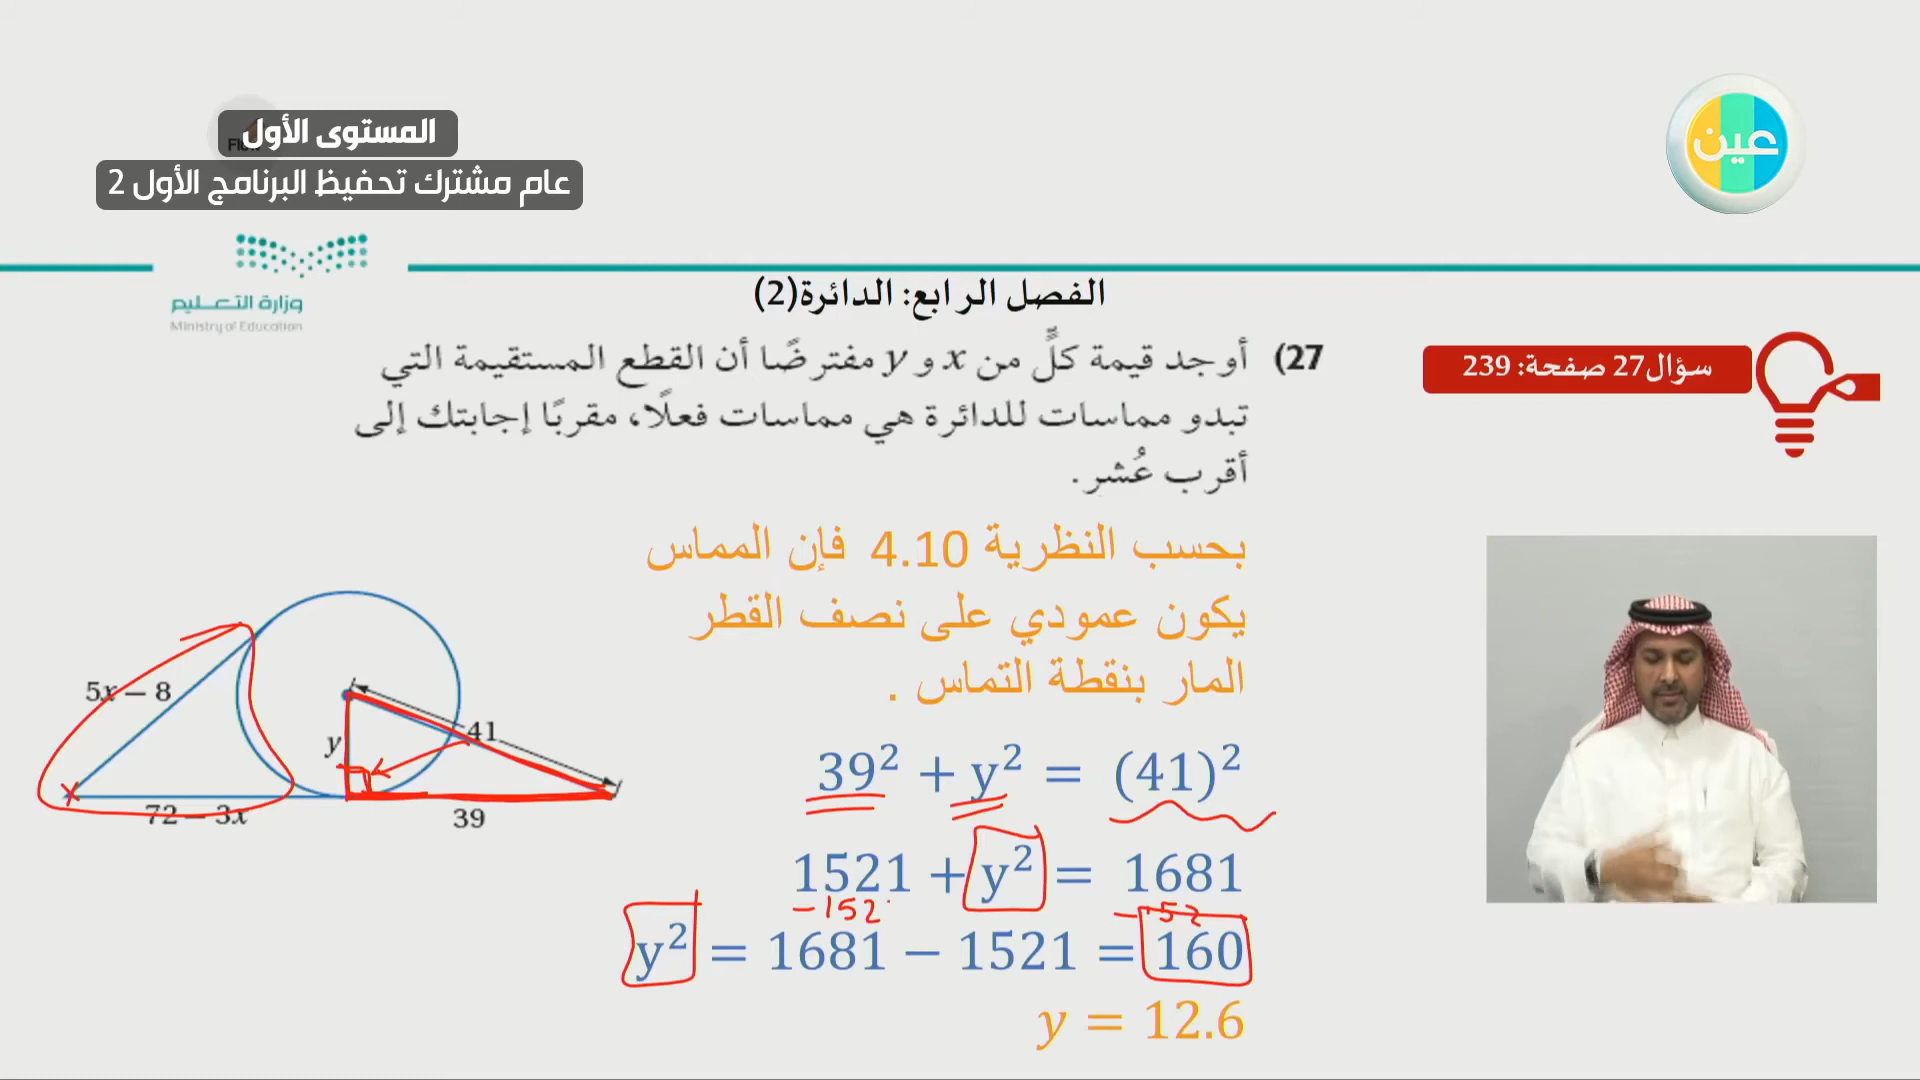 المستوى الأول
عام مشترك تحفيظ البرنامج الأول 2
عين
وزارة التعليم
Ministry of Education
الفصل الرابع: الدائرة(2)
سؤال27 صفحة: 239
27) أوجد قيمة كلٍّ من x و y مفترضًا أن القطع المستقيمة التي
تبدو مماسات للدائرة هي مماسات فعلًا، مقربًا إجابتك إلى
أقرب عُشر.
بحسب النظرية 4.10 فإن المماس
يكون عمودي على نصف القطر
المار بنقطة التماس .
5x – 8
y
41
72 – 3x
39
39² + y² = (41)²
1521 + y² = 1681
–152
y² = 1681 – 1521 = 160
y = 12.6